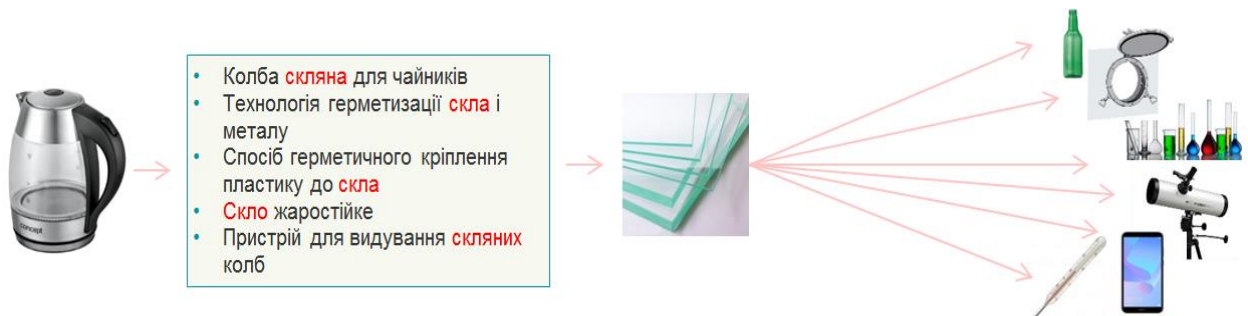 • Колба скляна для чайників
• Технологія герметизації скла і
металу
• Спосіб герметичного кріплення
пластику до скла
• Скло жаростійке
• Пристрій для видування скляних
колб
concept